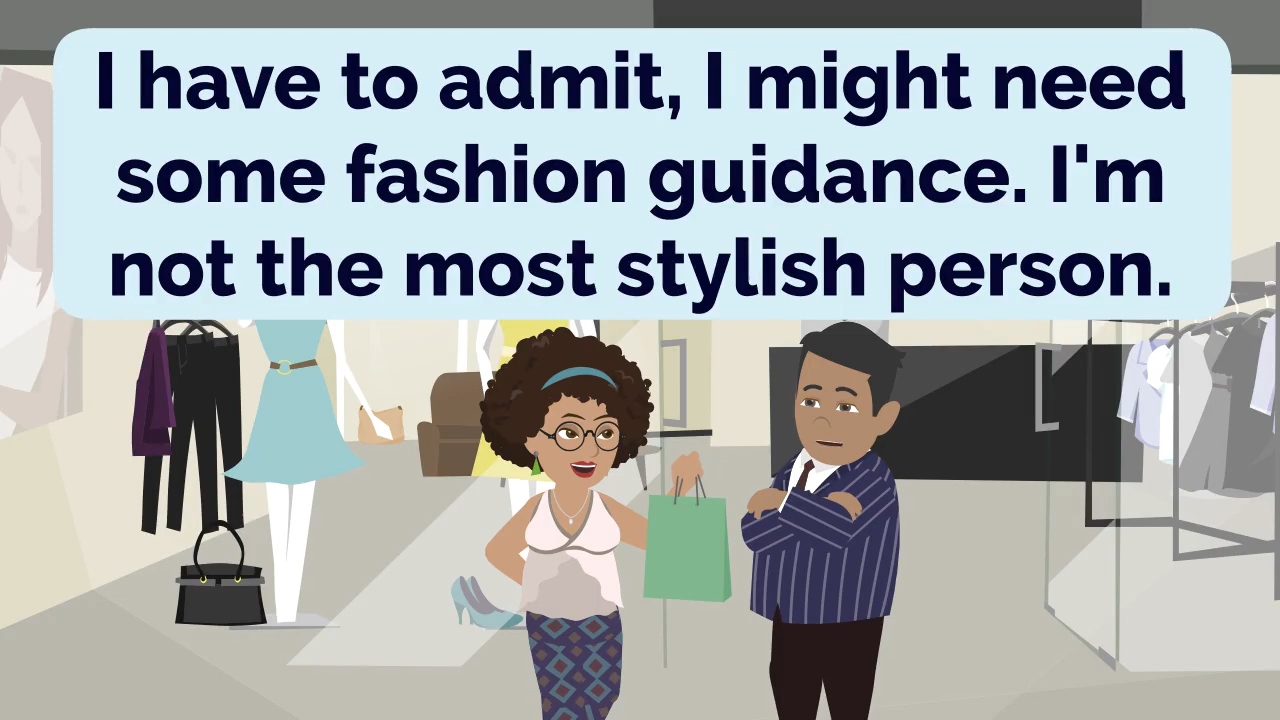 I have to admit, I might need
some fashion guidance. I'm
not the most stylish person.